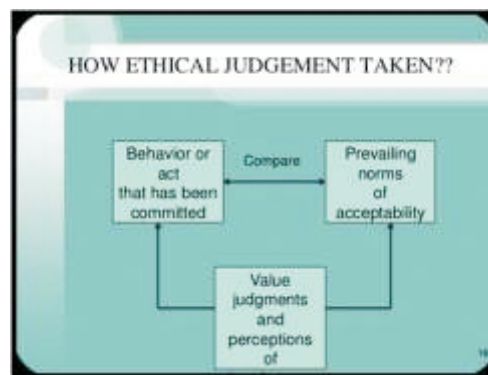 HOW ETHICAL JUDGEMENT TAKEN??
Behavior or
act
that has been
committed
Compare
Prevailing
norms
of
acceptability
Value
judgments
and
perceptions
of